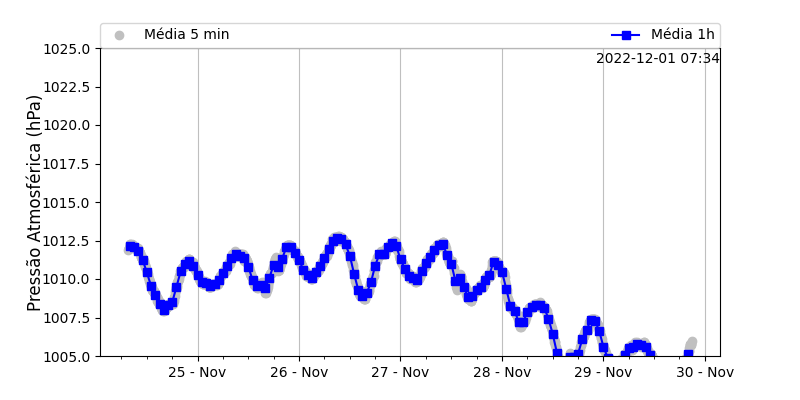 Média 5 min
Média 1h
2022-12-01 07:34
Pressão Atmosférica (hPa)
1025.0
1022.5
1020.0
1017.5
1015.0
1012.5
1010.0
1007.5
1005.0
25 - Nov
26 - Nov
27 - Nov
28 - Nov
29 - Nov
30 - Nov